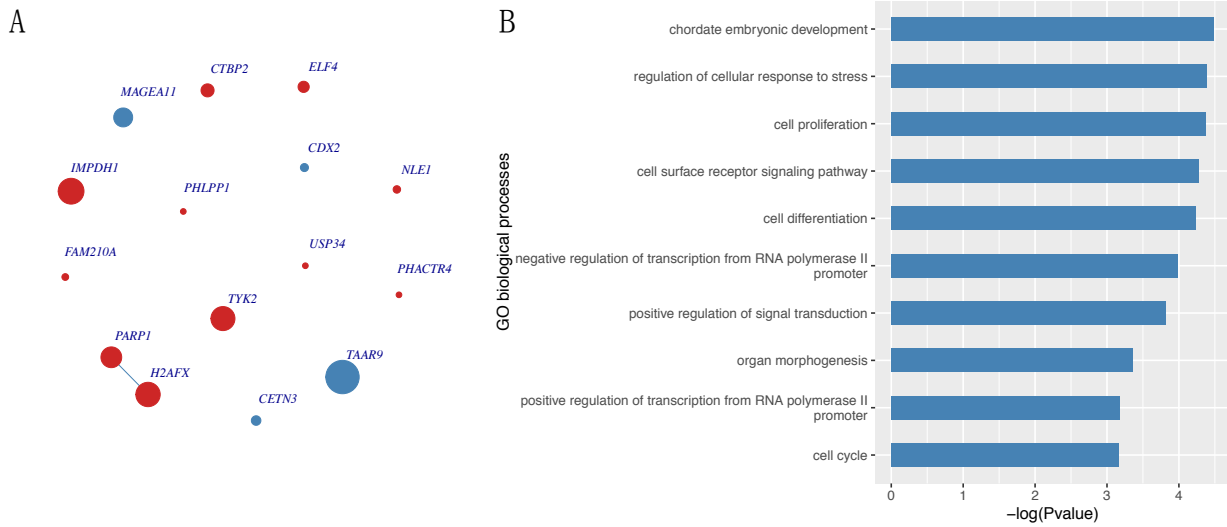 A
CTBP2
ELF4
MAGEA11
CDX2
IMPDH1
PHLPP1
NLE1
FAM210A
USP34
PHACTR4
TYK2
PARP1
H2AFX
TAAR9
CETN3
B
GO biological processes
chordate embryonic development
regulation of cellular response to stress
cell proliferation
cell surface receptor signaling pathway
cell differentiation
negative regulation of transcription from RNA polymerase II
promoter
positive regulation of signal transduction
organ morphogenesis
positive regulation of transcription from RNA polymerase II
promoter
cell cycle
0 1 2 3 4
−log(Pvalue)